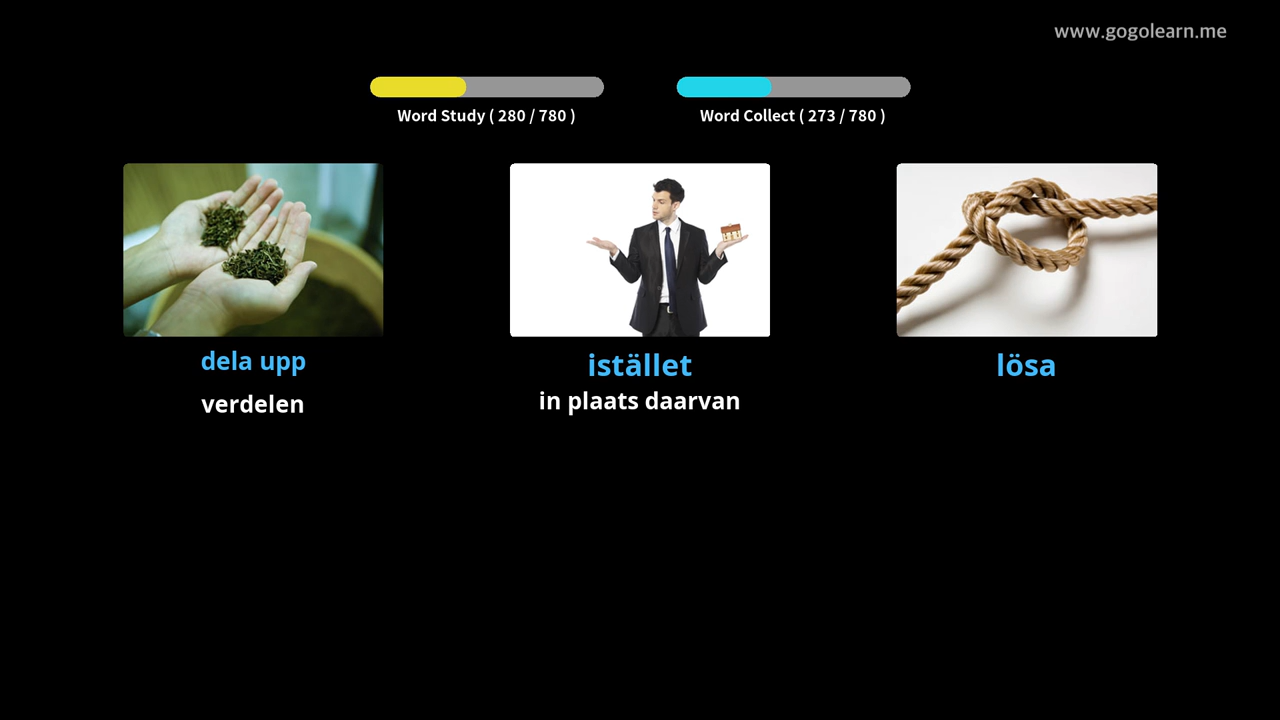 www.gogolearn.me
Word Study ( 280 / 780 )
Word Collect ( 273 / 780 )
dela upp
verdelen
istället
in plaats daarvan
lösa